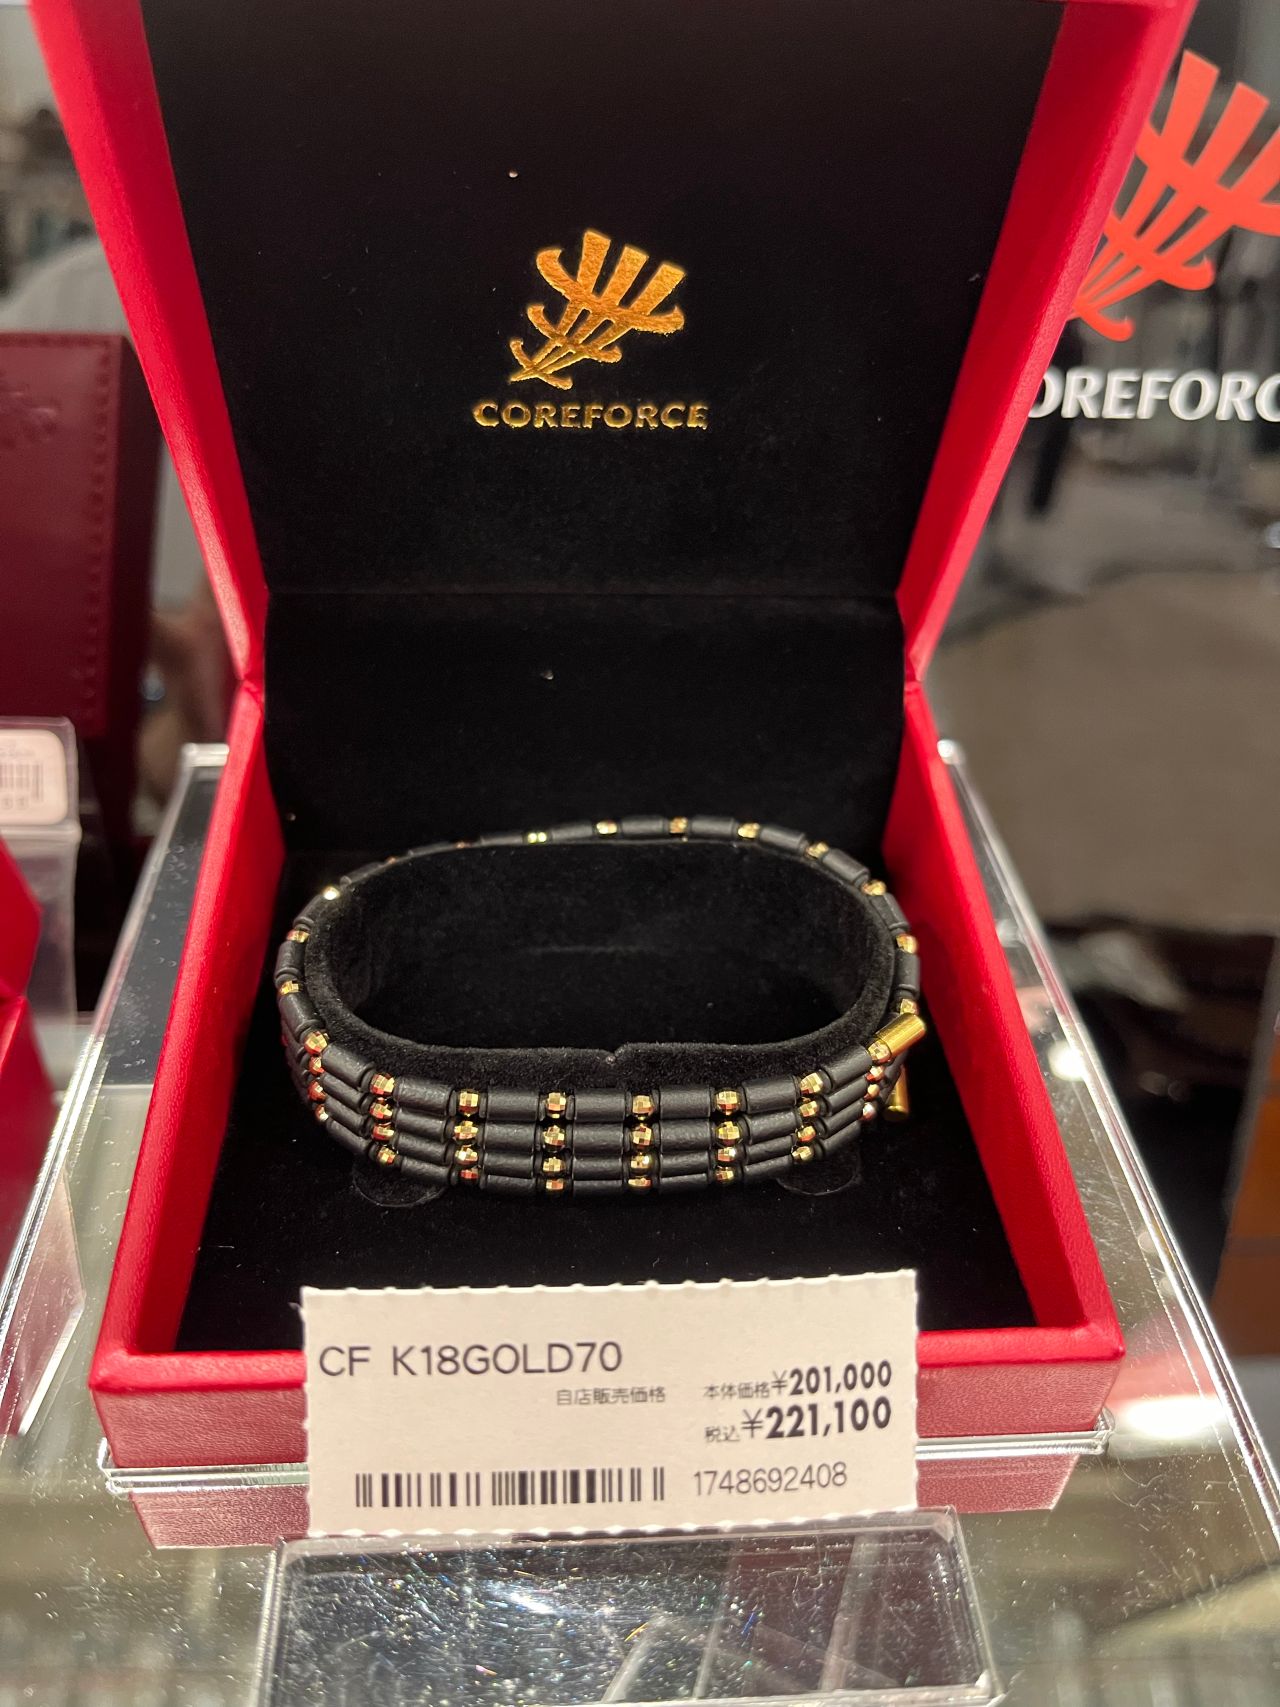 COREFORCE
OREFORC
CF K18GOLD70
自店販売価格 本体価格¥201,000
税込¥221,100
1748692408